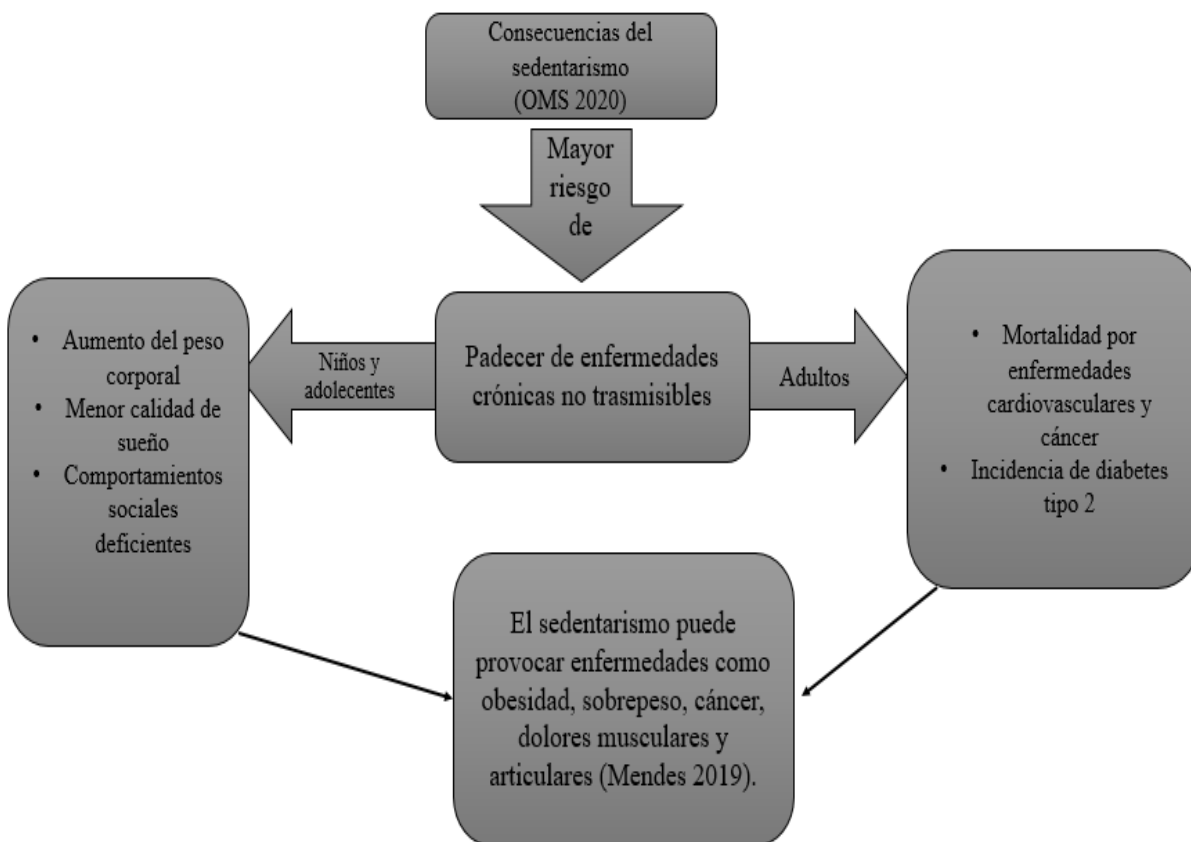 Consecuencias del
sedentarismo
(OMS 2020)
Mayor
riesgo
de
Padecer de enfermedades
crónicas no trasmisibles
Niños y
adolecentes
• Aumento del peso
corporal
• Menor calidad de
sueño
• Comportamientos
sociales
deficientes
Adultos
• Mortalidad por
enfermedades
cardiovasculares y
cáncer
• Incidencia de diabetes
tipo 2
El sedentarismo puede
provocar enfermedades como
obesidad, sobrepeso, cáncer,
dolores musculares y
articulares (Mendes 2019).